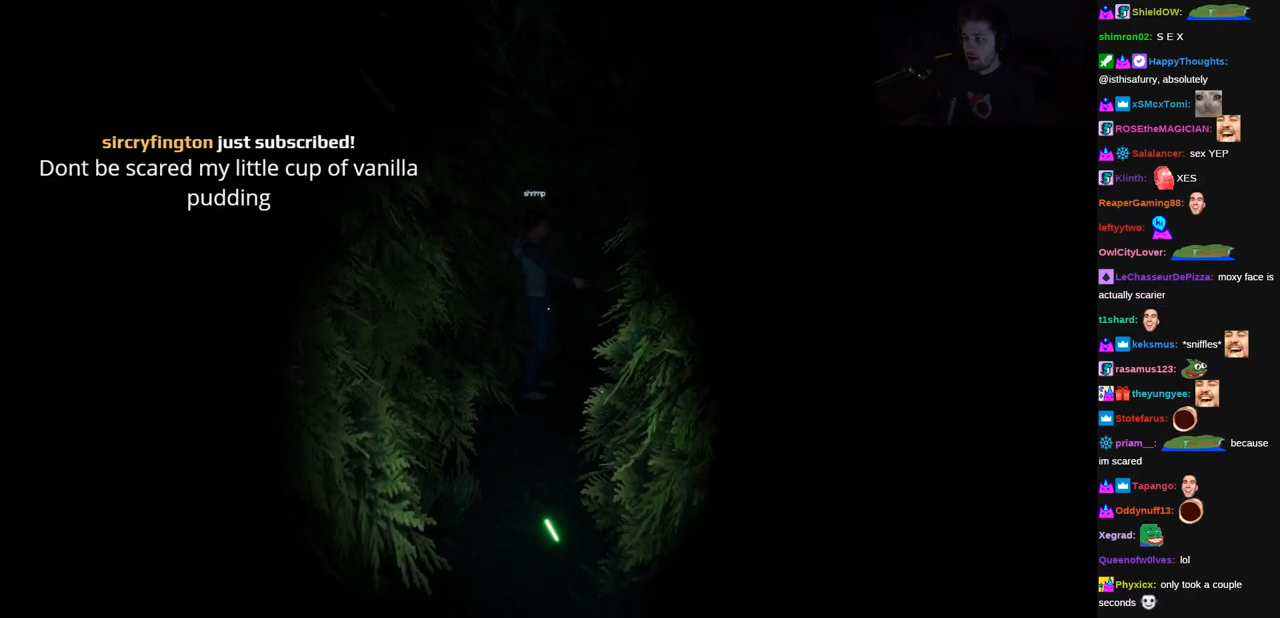 sircryfington just subscribed!
Dont be scared my little cup of vanilla
pudding
shrimp
ShieldOW:
shimron02: S E X
HappyThoughts:
@isthisafurry, absolutely
xSMcxTomi:
ROSEtheMAGICIAN:
Salalancer: sex YEP
Klinth: XES
ReaperGaming88:
leftyytwo:
OwlCityLover:
LeChasseurDePizza: moxy face is
actually scarier
t1shard:
keksmus: *sniffles*
rasamus123:
theyungyee:
Stotefarus:
priam__: because
im scared
Tapango:
Oddynuff13:
Xegrad:
Queenofw0lves: lol
Phyxicx: only took a couple
seconds